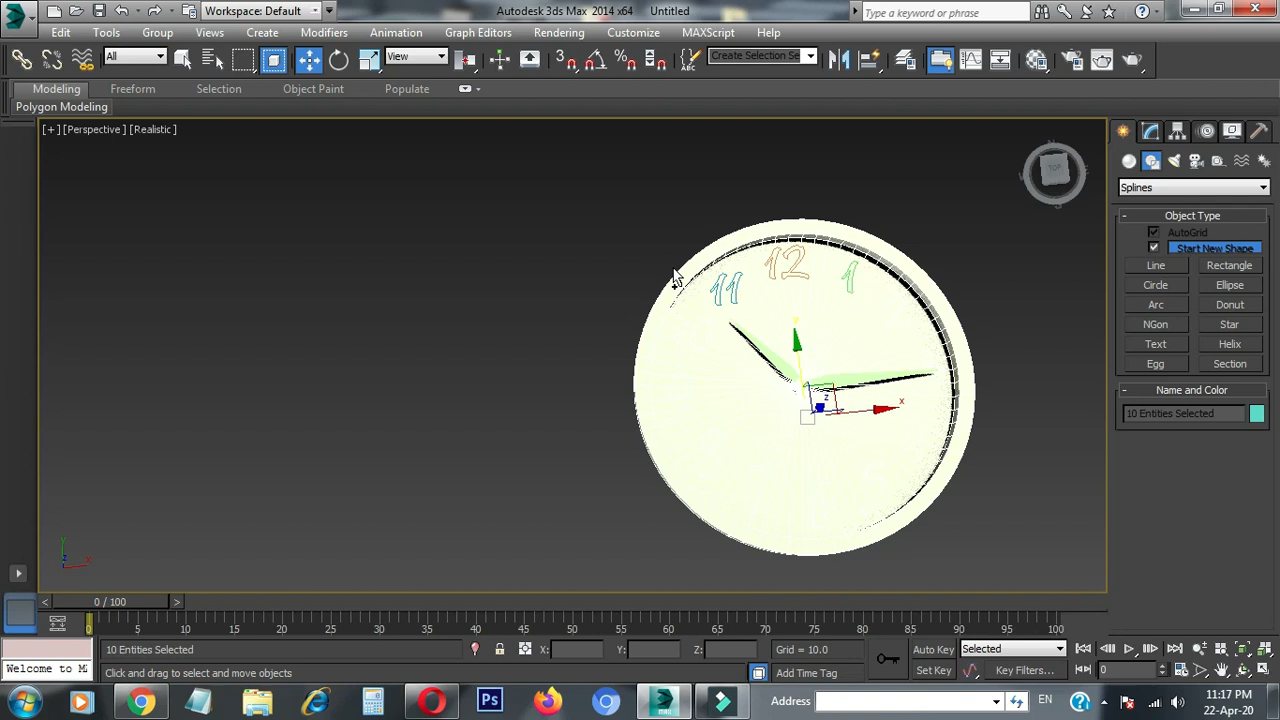 Workspace: Default
Autodesk 3ds Max 2014 x64
Untitled
Type a keyword or phrase
Edit
Tools
Group
Views
Create
Modifiers
Animation
Graph Editors
Rendering
Customize
MAXScript
Help
All
View
Create Selection Se
Modeling
Freeform
Selection
Object Paint
Populate
Polygon Modeling
[+] [Perspective] [Realistic]
TOP
Splines
- Object Type
AutoGrid
Start New Shape
Line
Rectangle
Circle
Ellipse
Arc
Donut
NGon
Star
Text
Helix
Egg
Section
- Name and Color
10 Entities Selected
11
12
1
x
z
y
x
z
0 / 100
0 5 10 15 20 25 30 35 40 45 50 55 60 65 70 75 80 85 90 95 100
10 Entities Selected
X:
Y:
Z:
Grid = 10.0
Auto Key
Selected
Welcome to M
Click and drag to select and move objects
Add Time Tag
Set Key
Key Filters...
0
Ps
Address
EN
11:17 PM
22-Apr-20